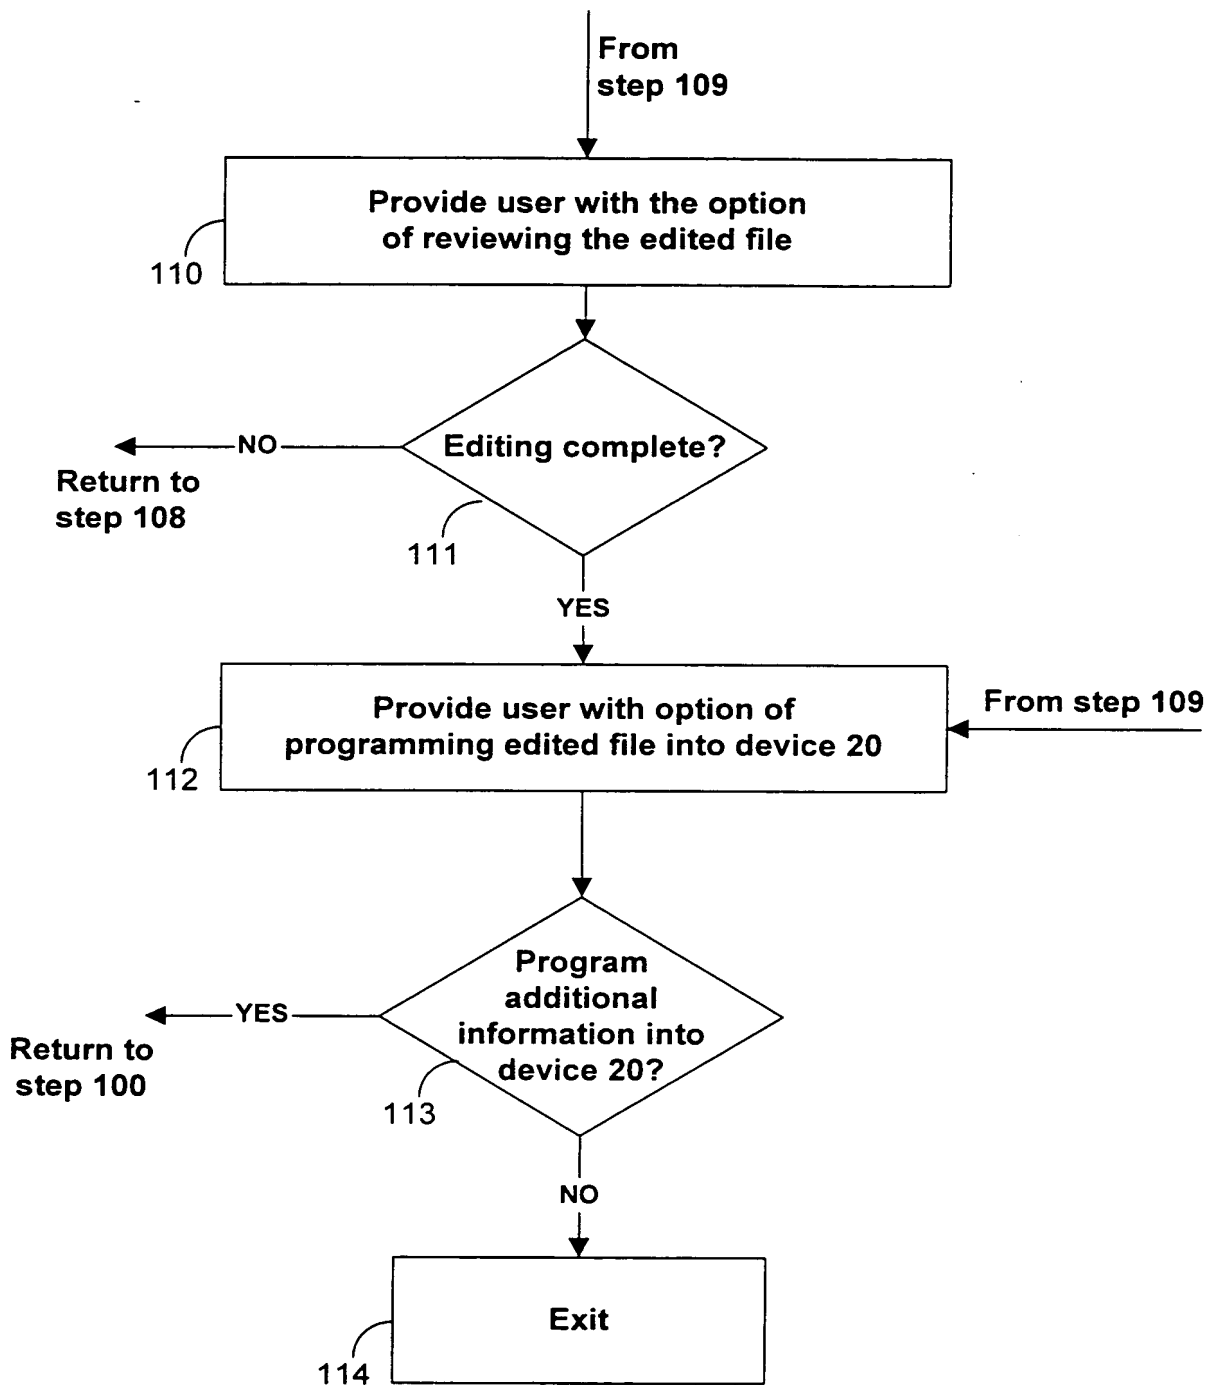 From
step 109
Provide user with the option
of reviewing the edited file
110
Editing complete?
NO
Return to
step 108
111
YES
Provide user with option of
programming edited file into device 20
From step 109
112
Program
additional
information into
device 20?
YES
Return to
step 100
113
NO
Exit
114